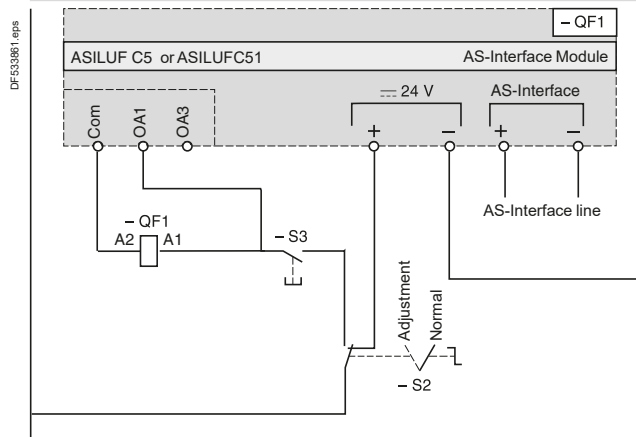 DF533861.eps
– QF1
ASILUF C5 or ASILUFC51 AS-Interface Module
24 V AS-Interface
Com OA1 OA3
+ – + –
AS-Interface line
– QF1
A2 A1
– S3
Adjustment Normal
– S2